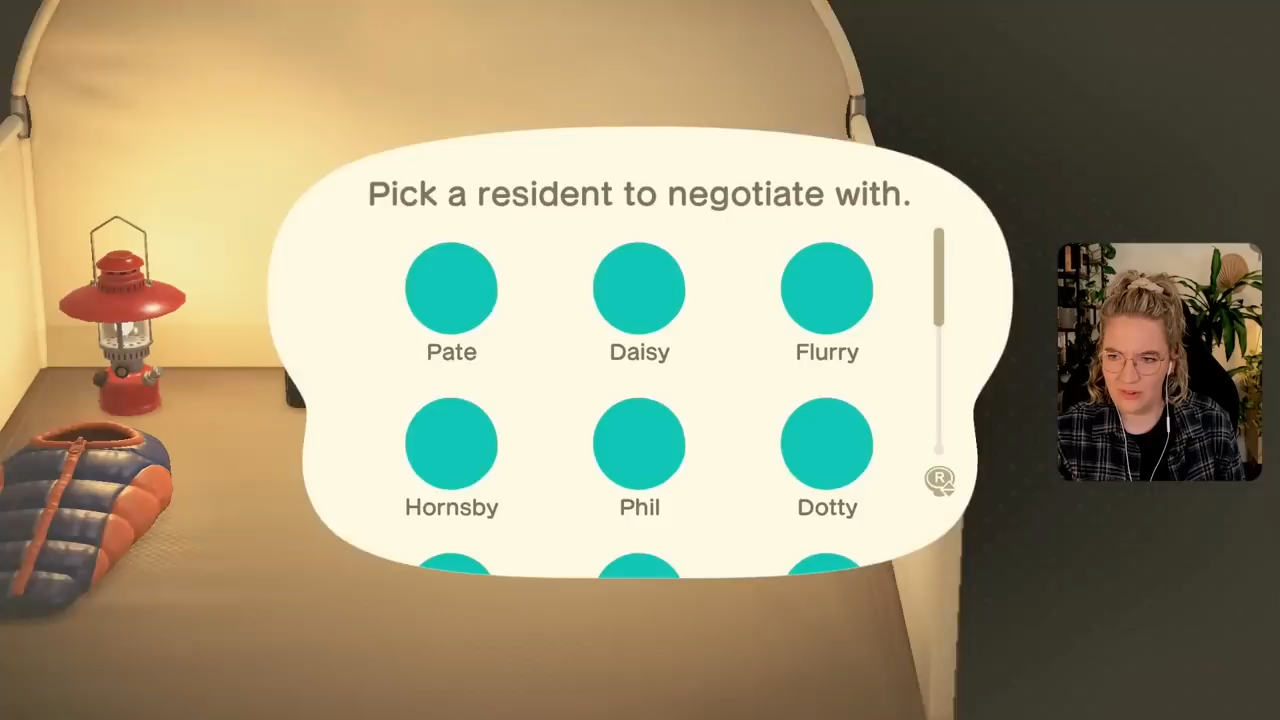 Pick a resident to negotiate with.
Pate Daisy Flurry
Hornsby Phil Dotty
R